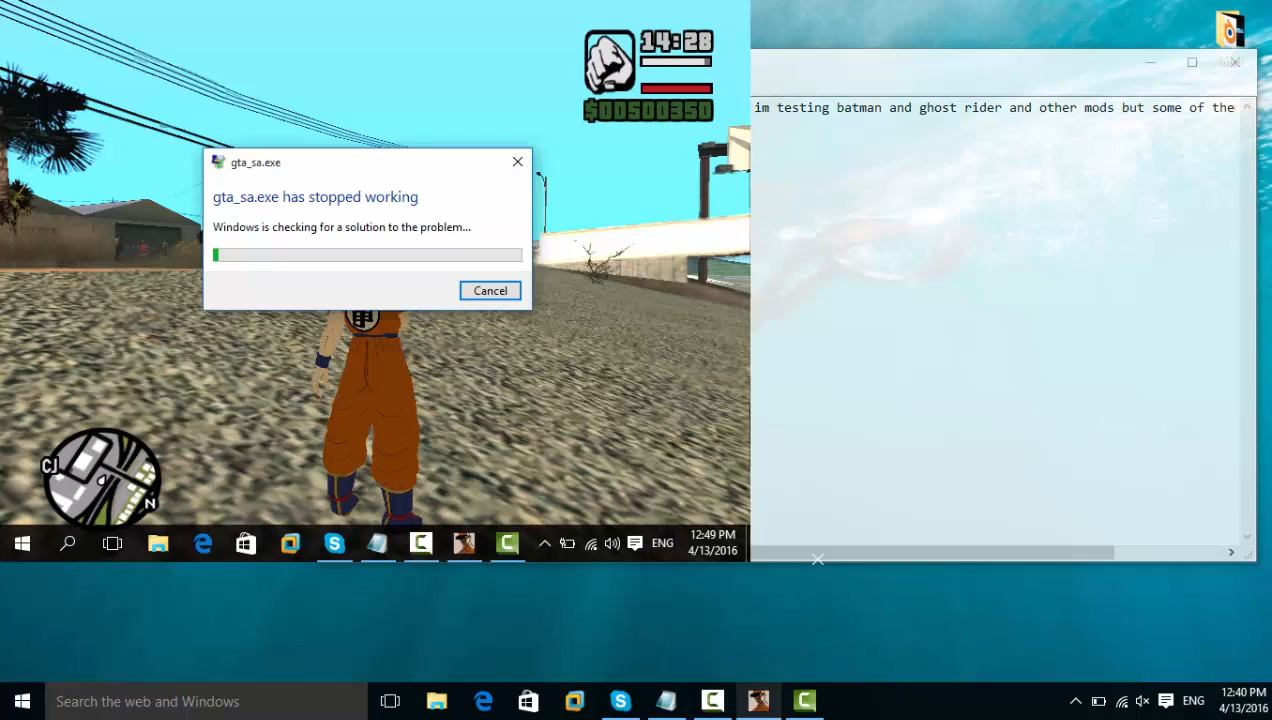 14:28
$00500350
im testing batman and ghost rider and other mods but some of the
gta_sa.exe
gta_sa.exe has stopped working
Windows is checking for a solution to the problem...
Cancel
CJ
N
ENG
12:49 PM
4/13/2016
Search the web and Windows
ENG
12:40 PM
4/13/2016